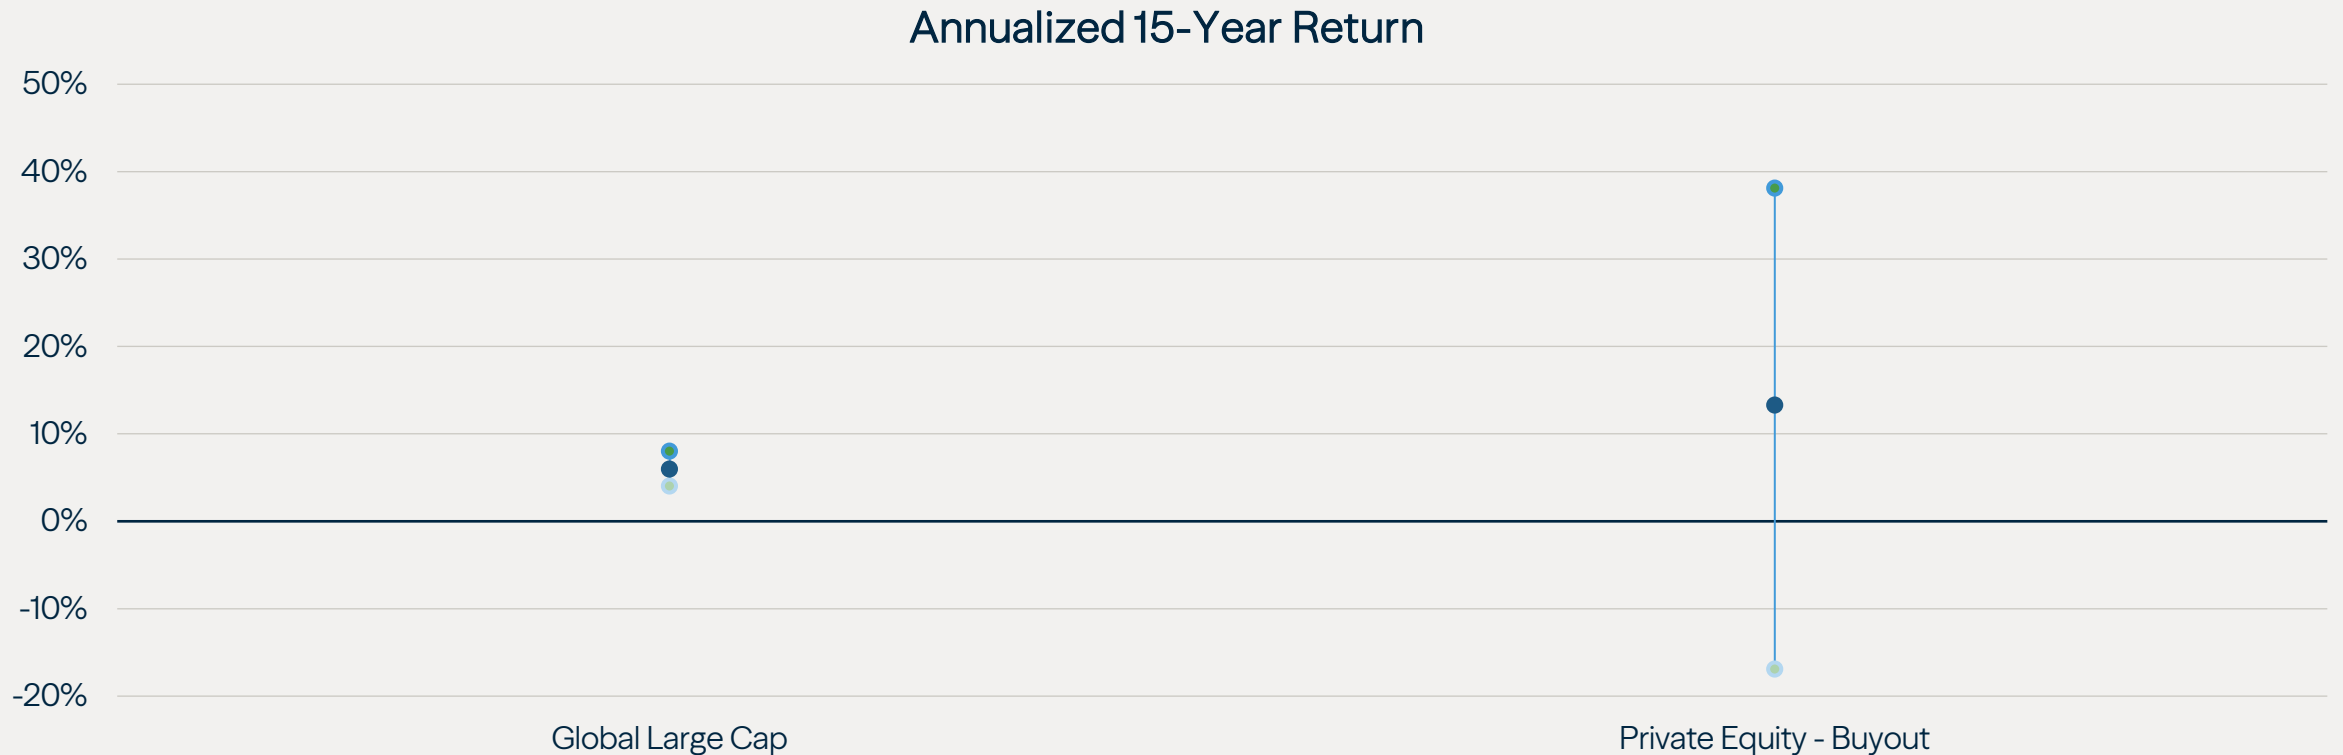 Annualized 15-Year Return
50%
40%
30%
20%
10%
0%
-10%
-20%
Global Large Cap
Private Equity - Buyout